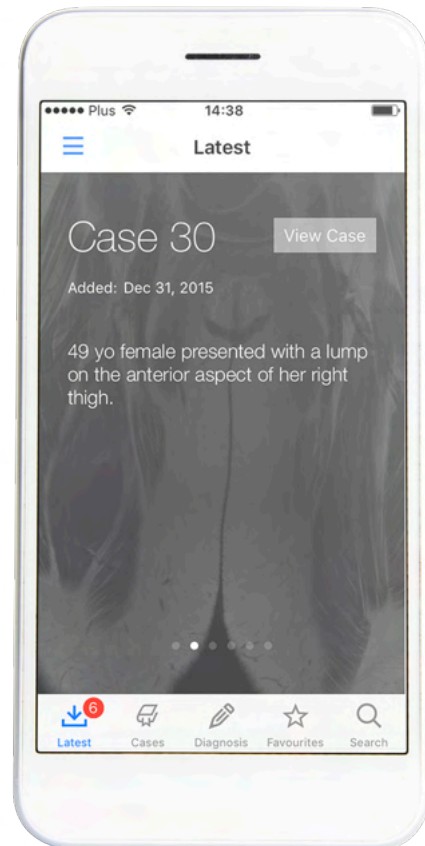 Plus 14:38
Latest
Case 30
View Case
Added: Dec 31, 2015
49 yo female presented with a lump
on the anterior aspect of her right
thigh.
6
Latest Cases Diagnosis Favourites Search